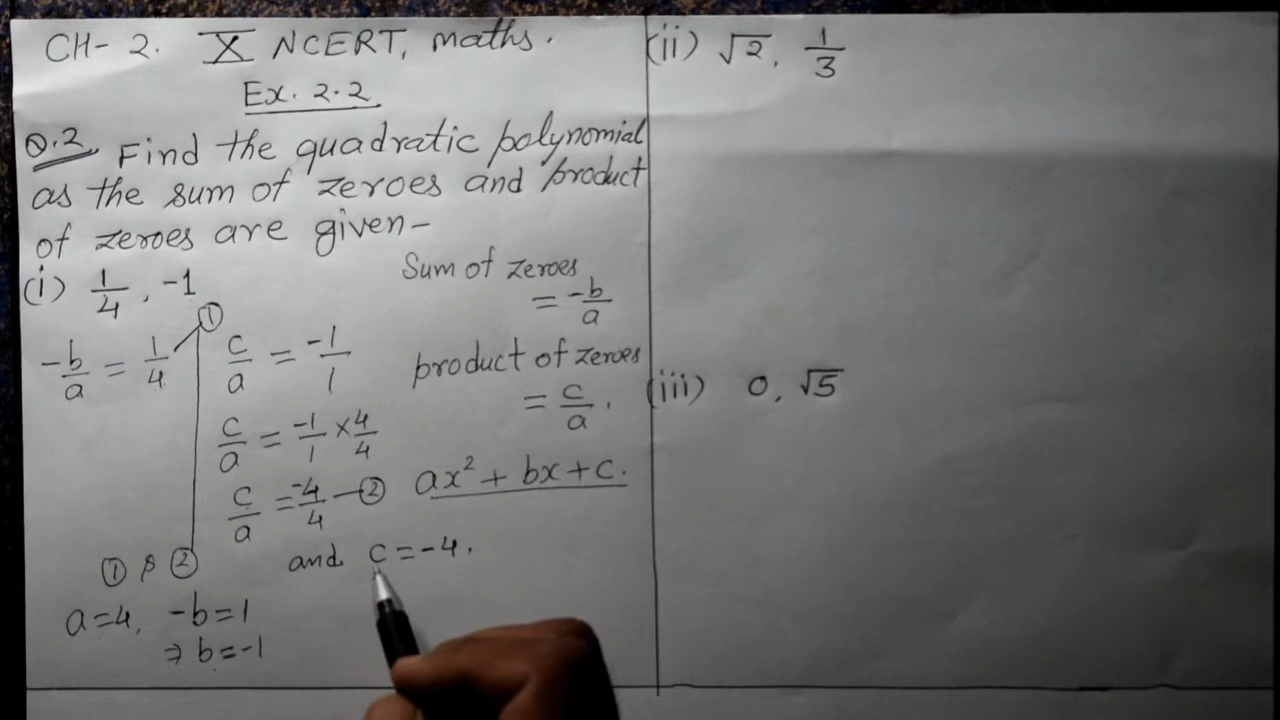 CH-2. X NCERT, maths.
Ex. 2.2
Q.2. Find the quadratic polynomial
as the sum of zeroes and product
of zeroes are given-
(i) 1/4, -1
-b/a = 1/4 ①
c/a = -1/1
c/a = -1/1 × 4/4
c/a = -4/4 — ②
① & ②
a=4, -b=1
⇒ b=-1
and c=-4.
Sum of zeroes
= -b/a
product of zeroes
= c/a.
ax² + bx + c.
(ii) √2, 1/3
(iii) 0, √5